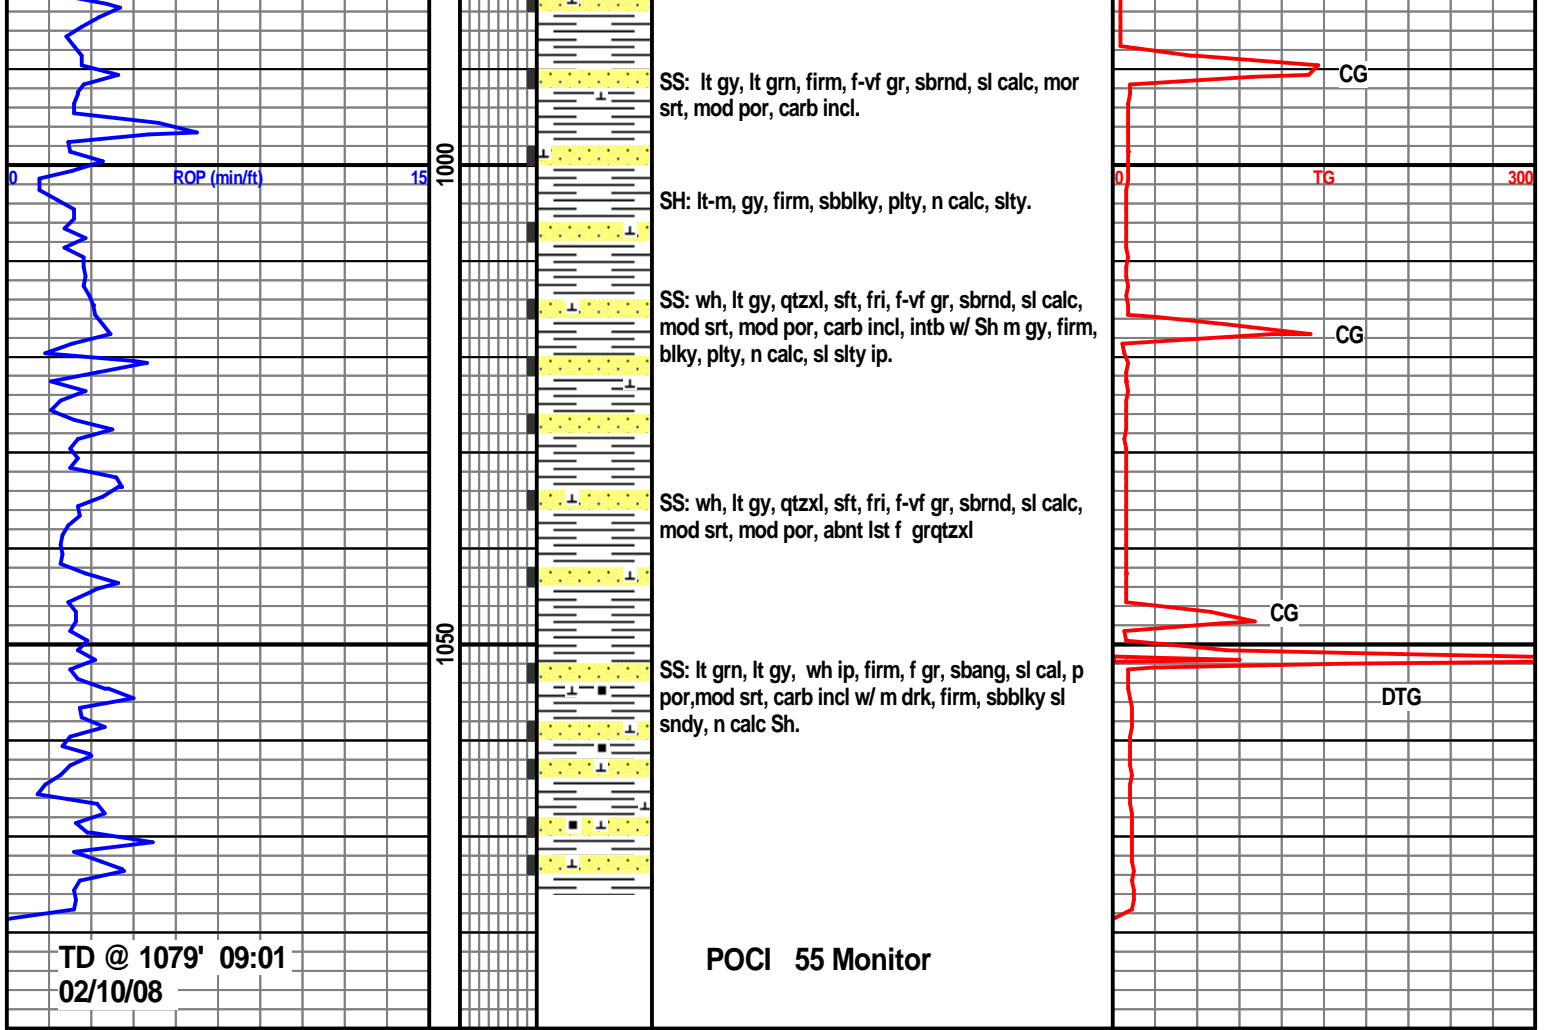 SS: lt gy, lt grn, firm, f-vf gr, sbrnd, sl calc, mor
srt, mod por, carb incl.
CG
1000
0 ROP (min/ft) 15
0 TG 300
SH: lt-m, gy, firm, sbblky, plty, n calc, slty.
SS: wh, lt gy, qtzxl, sft, fri, f-vf gr, sbrnd, sl calc,
mod srt, mod por, carb incl, intb w/ Sh m gy, firm,
blky, plty, n calc, sl slty ip.
CG
SS: wh, lt gy, qtzxl, sft, fri, f-vf gr, sbrnd, sl calc,
mod srt, mod por, abnt lst f grqtzxl
CG
1050
SS: lt grn, lt gy, wh ip, firm, f gr, sbang, sl cal, p
por,mod srt, carb incl w/ m drk, firm, sbblky sl
sndy, n calc Sh.
DTG
TD @ 1079' 09:01
02/10/08
POCI 55 Monitor